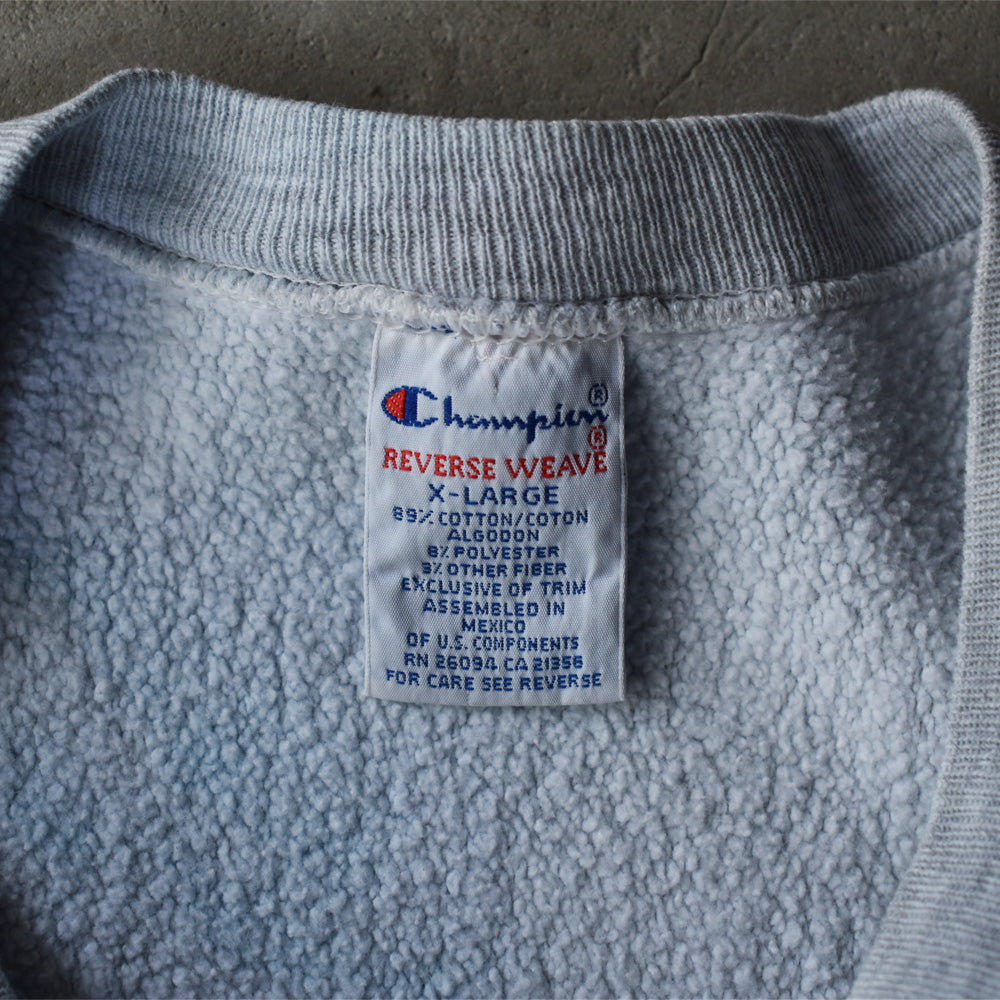 Champion®
REVERSE WEAVE®
X-LARGE
89% COTTON/COTON
ALGODON
8% POLYESTER
3% OTHER FIBER
EXCLUSIVE OF TRIM
ASSEMBLED IN
MEXICO
OF U.S. COMPONENTS
RN 26094 CA 21356
FOR CARE SEE REVERSE